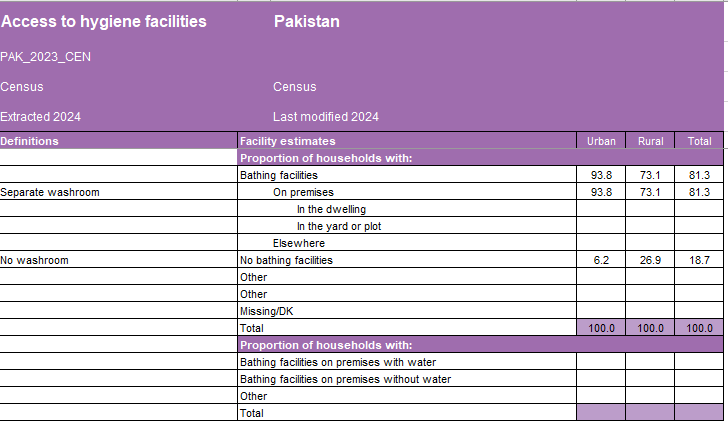 Access to hygiene facilities Pakistan
PAK_2023_CEN
Census Census
Extracted 2024 Last modified 2024
Definitions Facility estimates Urban Rural Total
Proportion of households with:
Bathing facilities 93.8 73.1 81.3
Separate washroom On premises 93.8 73.1 81.3
In the dwelling
In the yard or plot
Elsewhere
No washroom No bathing facilities 6.2 26.9 18.7
Other
Other
Missing/DK
Total 100.0 100.0 100.0
Proportion of households with:
Bathing facilities on premises with water
Bathing facilities on premises without water
Other
Total